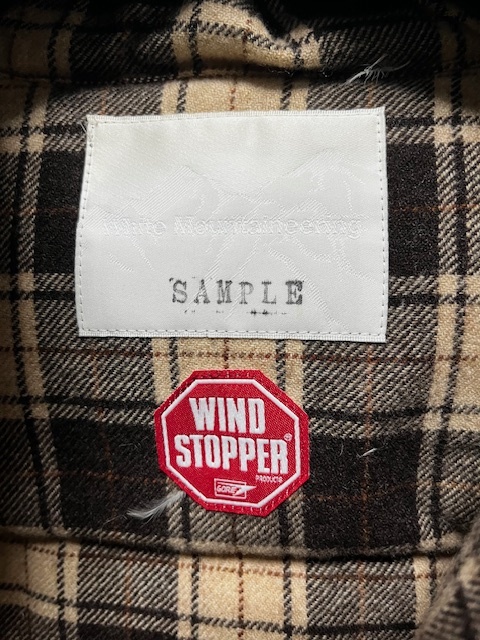 White Mountaineering
SAMPLE
WIND
STOPPER®
PRODUCTS
GORE